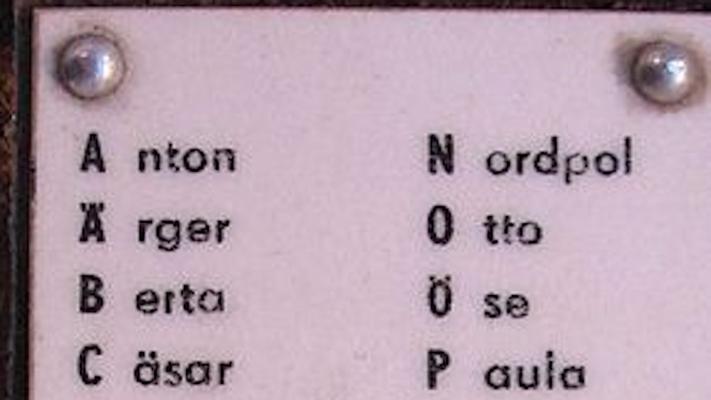 A nton
Ä rger
B erta
C äsar
N ordpol
O tto
Ö se
P aula